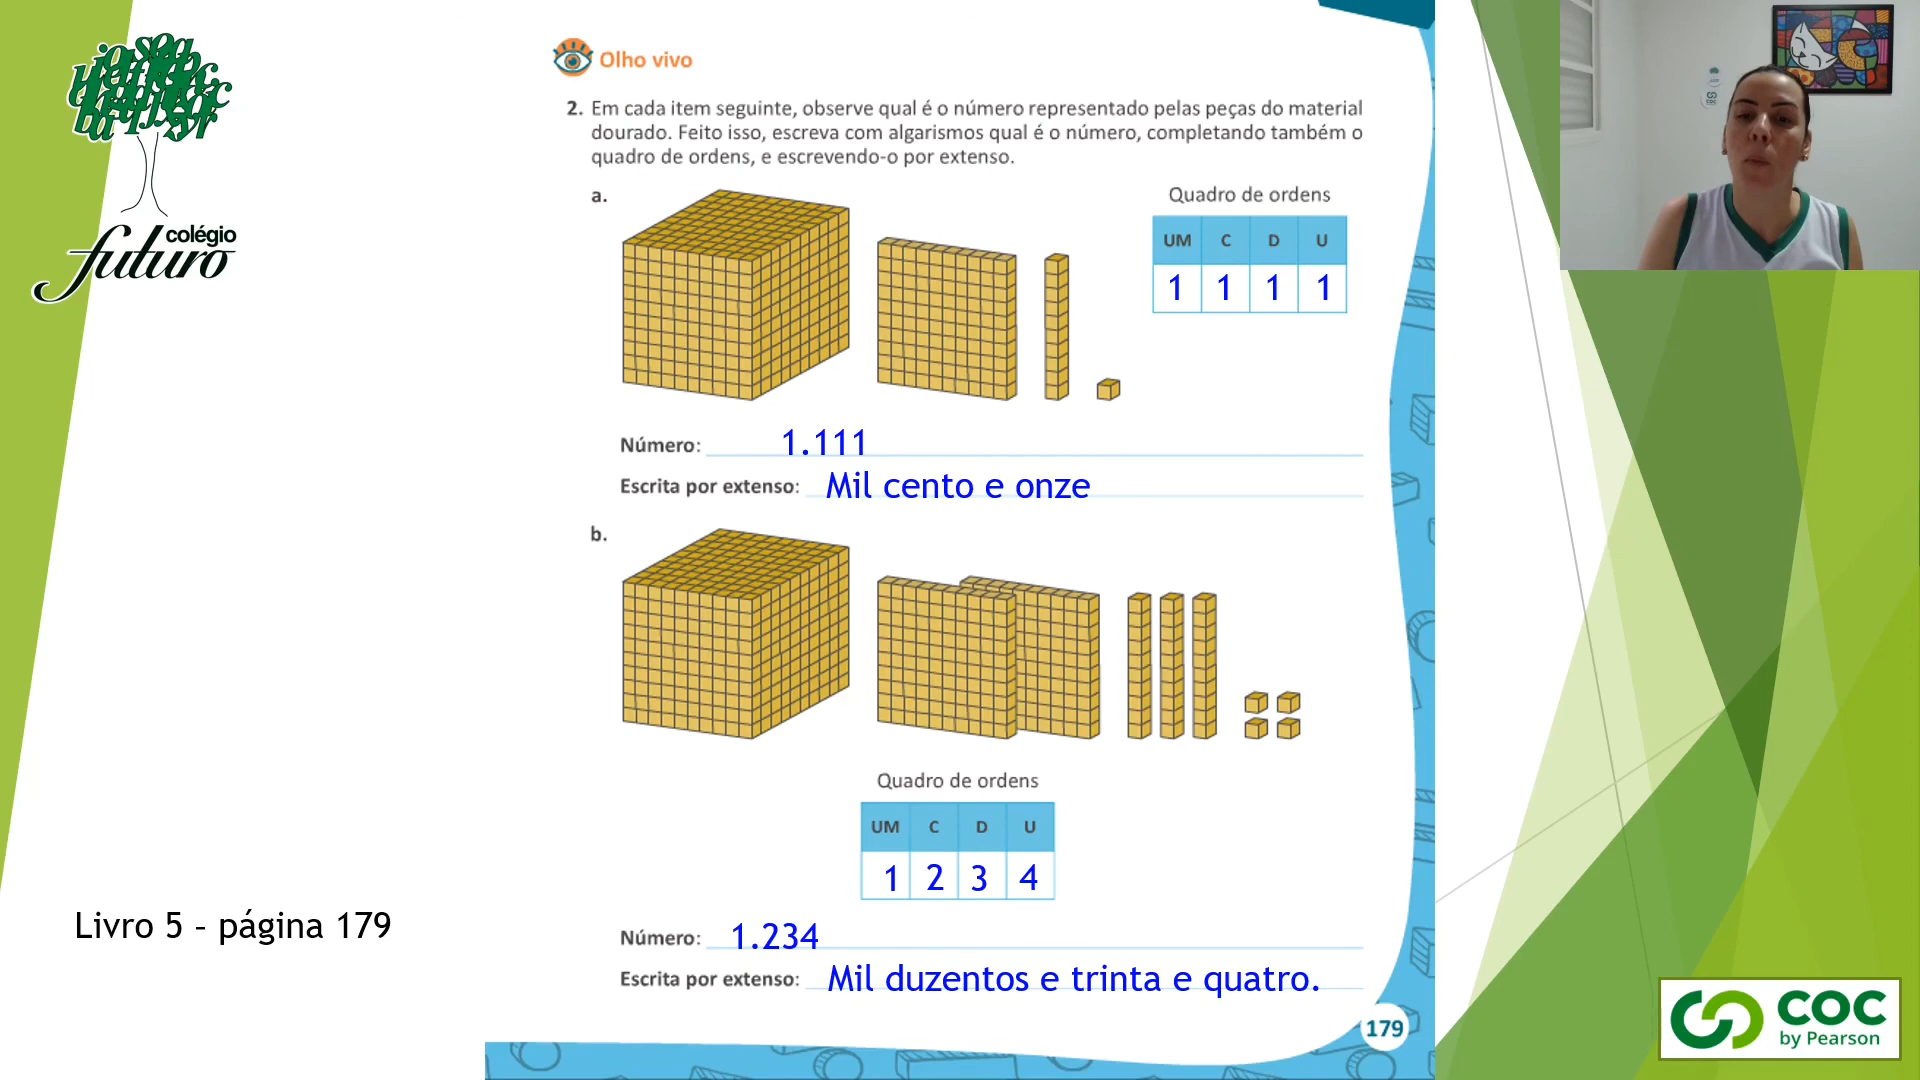 colégio
futuro
Olho vivo
2. Em cada item seguinte, observe qual é o número representado pelas peças do material
dourado. Feito isso, escreva com algarismos qual é o número, completando também o
quadro de ordens, e escrevendo-o por extenso.
a.
Quadro de ordens
UM C D U
1 1 1 1
Número: 1.111
Escrita por extenso: Mil cento e onze
b.
Quadro de ordens
UM C D U
1 2 3 4
Número: 1.234
Escrita por extenso: Mil duzentos e trinta e quatro.
179
Livro 5 - página 179
COC
by Pearson